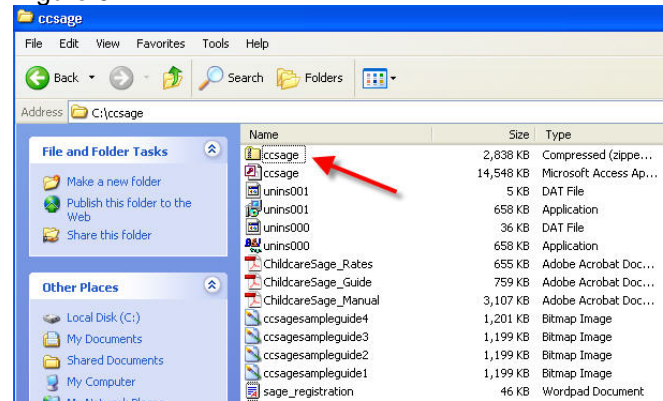 ccsage
File Edit View Favorites Tools Help
Back Search Folders
Address C:\ccsage
File and Folder Tasks
Make a new folder
Publish this folder to the
Web
Share this folder
Other Places
Local Disk (C:)
My Documents
Shared Documents
My Computer
Name Size Type
ccsage 2,838 KB Compressed (zippe...
ccsage 14,548 KB Microsoft Access Ap...
unins001 5 KB DAT File
unins001 658 KB Application
unins000 36 KB DAT File
unins000 658 KB Application
ChildcareSage_Rates 655 KB Adobe Acrobat Doc...
ChildcareSage_Guide 759 KB Adobe Acrobat Doc...
ChildcareSage_Manual 3,107 KB Adobe Acrobat Doc...
ccsagesampleguide4 1,201 KB Bitmap Image
ccsagesampleguide3 1,199 KB Bitmap Image
ccsagesampleguide2 1,199 KB Bitmap Image
ccsagesampleguide1 1,199 KB Bitmap Image
sage_registration 46 KB Wordpad Document